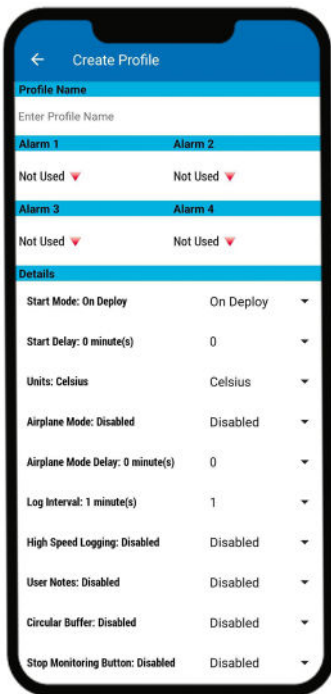 Create Profile
Profile Name
Enter Profile Name
Alarm 1 Alarm 2
Not Used Not Used
Alarm 3 Alarm 4
Not Used Not Used
Details
Start Mode: On Deploy On Deploy
Start Delay: 0 minute(s) 0
Units: Celsius Celsius
Airplane Mode: Disabled Disabled
Airplane Mode Delay: 0 minute(s) 0
Log Interval: 1 minute(s) 1
High Speed Logging: Disabled Disabled
User Notes: Disabled Disabled
Circular Buffer: Disabled Disabled
Stop Monitoring Button: Disabled Disabled